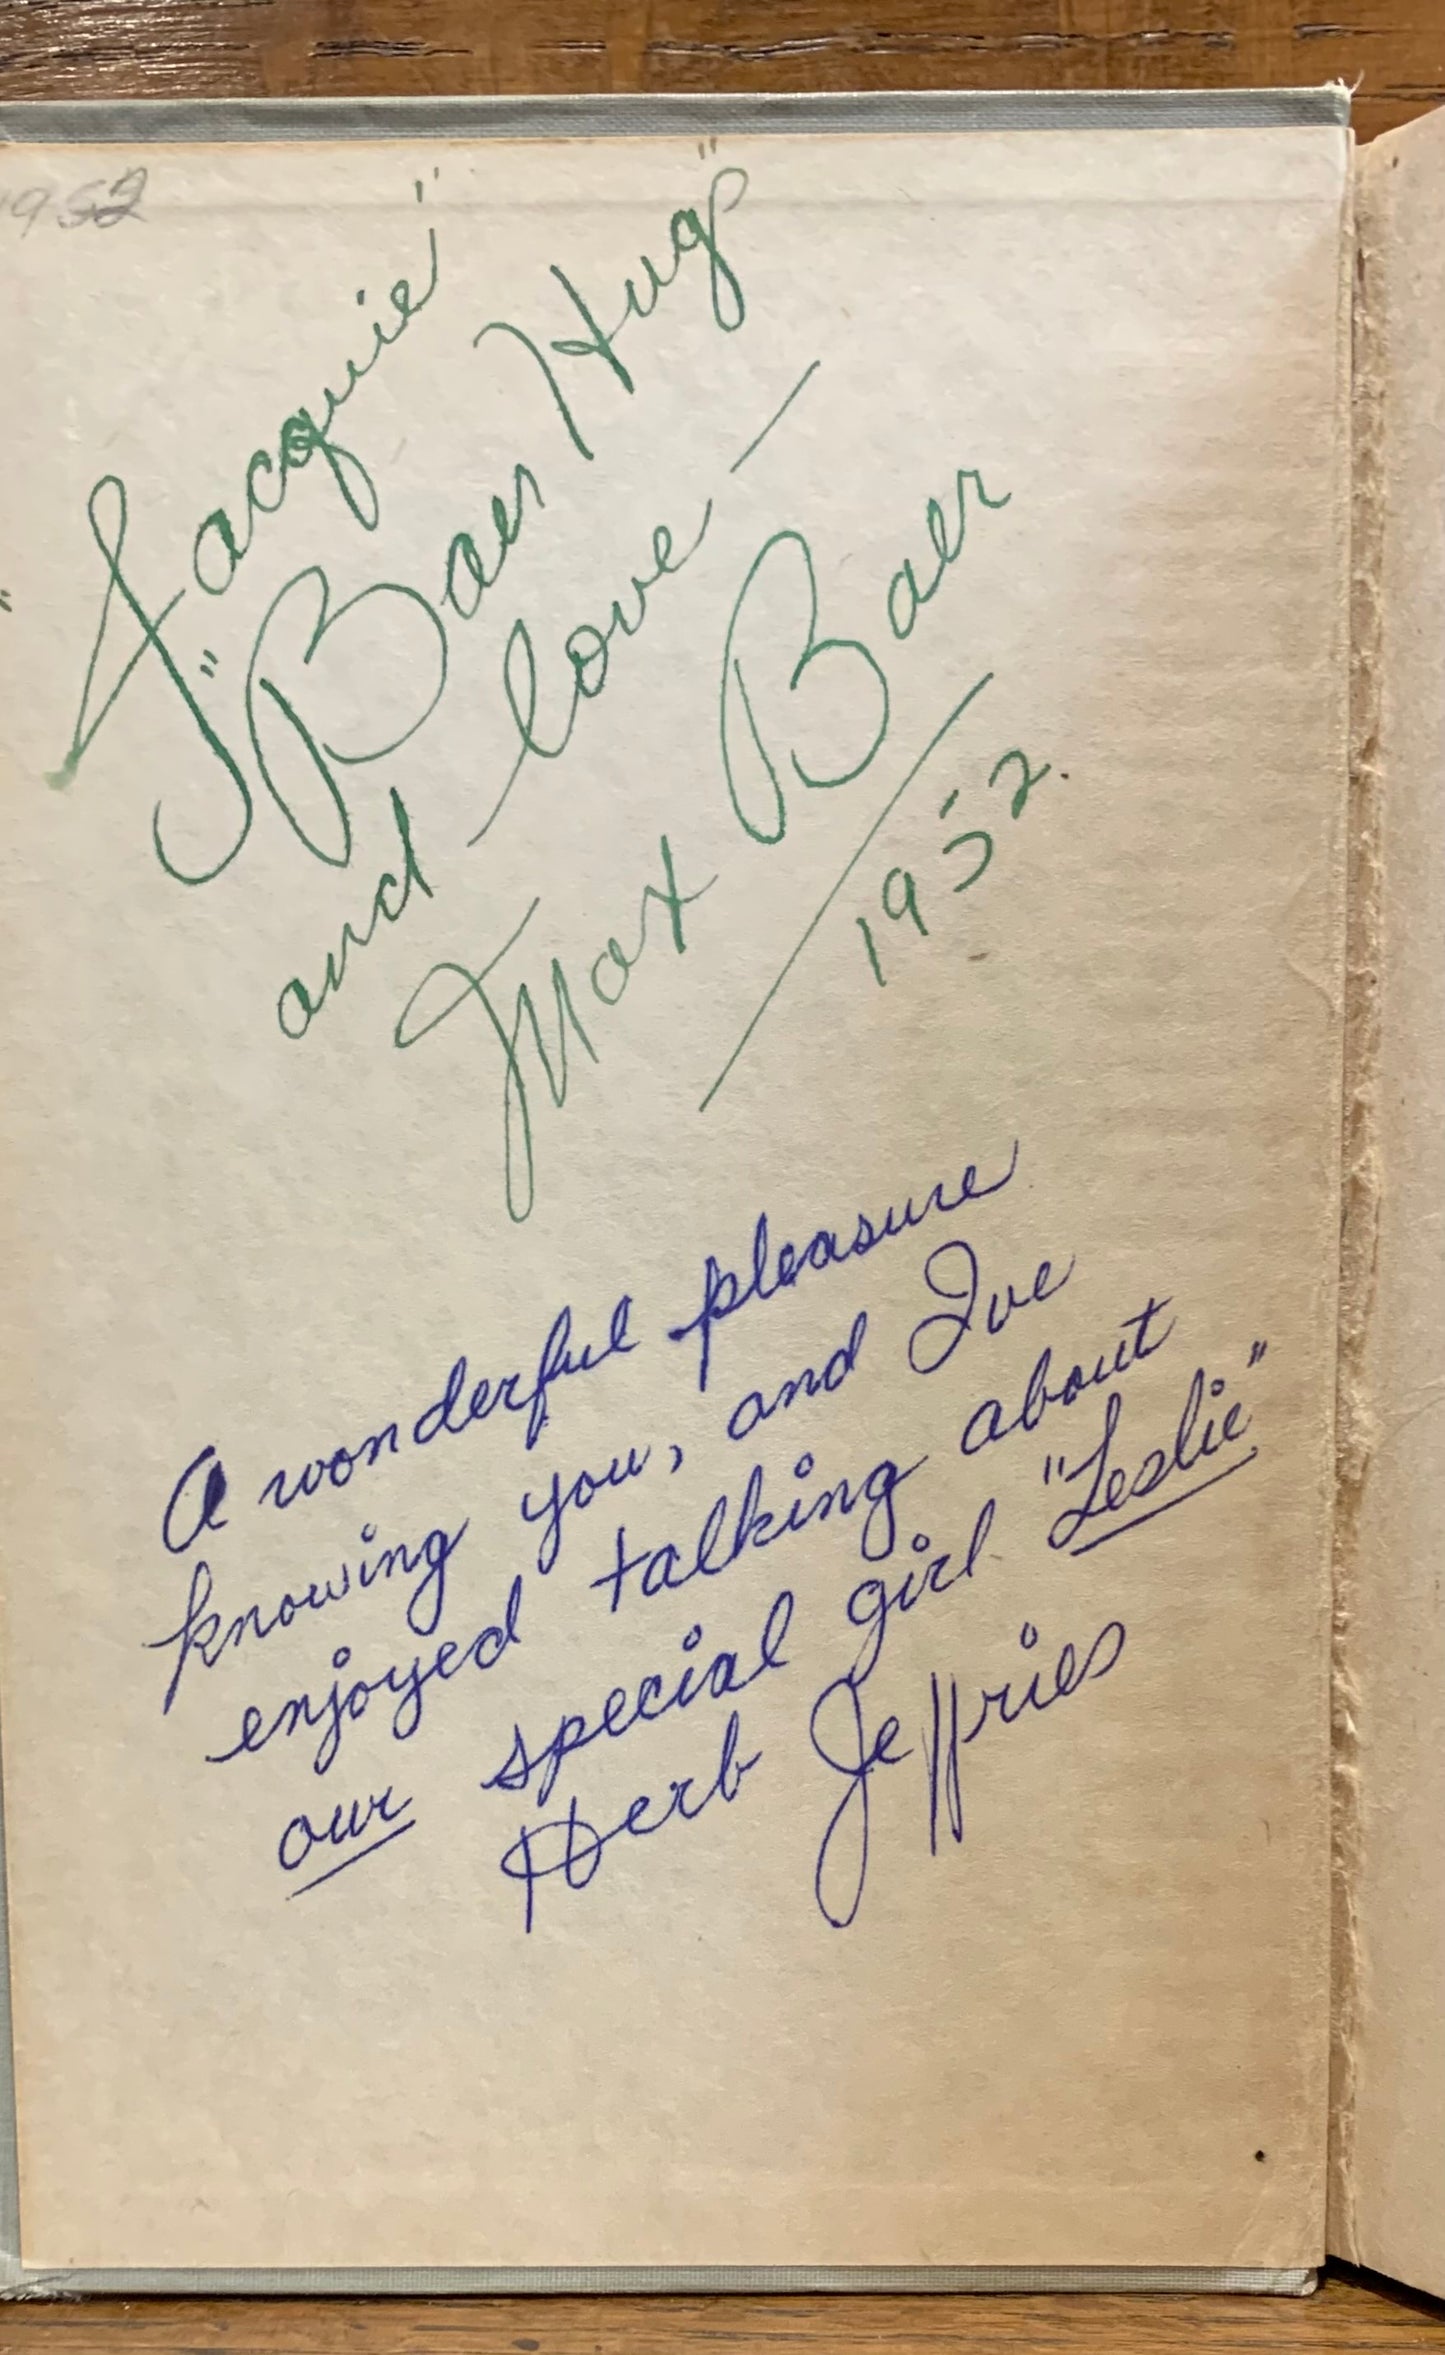 1952
"Jacquie"
"Baer Hug"
and love —
Max Baer
1952.
A wonderful pleasure
knowing you, and I've
enjoyed talking about
our special girl "Leslie"
Herb Jeffries